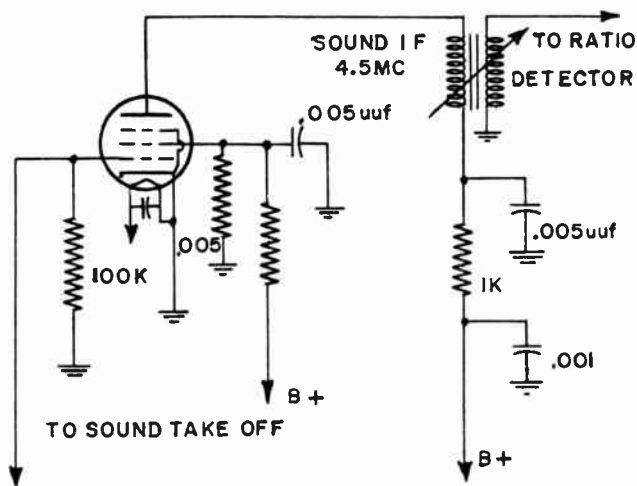 SOUND IF
4.5MC
TO RATIO
DETECTOR
.005uuf
.005uuf
.005
100K
1K
.001
B+
TO SOUND TAKE OFF
B+